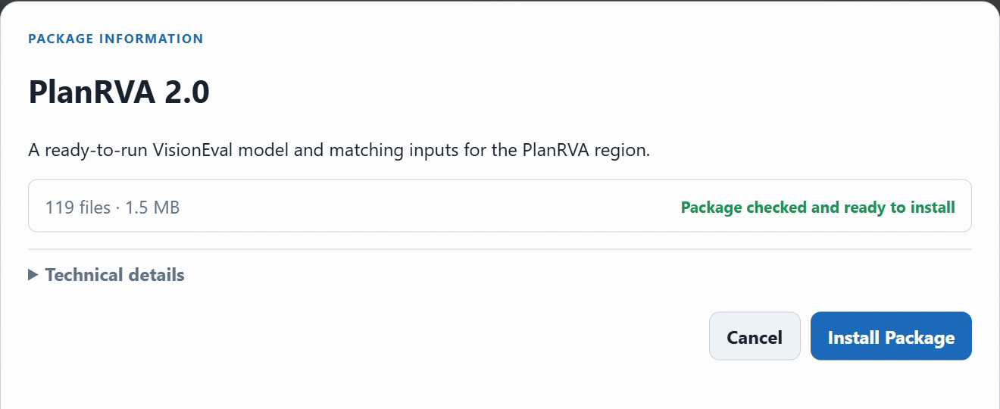 PACKAGE INFORMATION
PlanRVA 2.0
A ready-to-run VisionEval model and matching inputs for the PlanRVA region.
119 files · 1.5 MB
Package checked and ready to install
Technical details
Cancel
Install Package